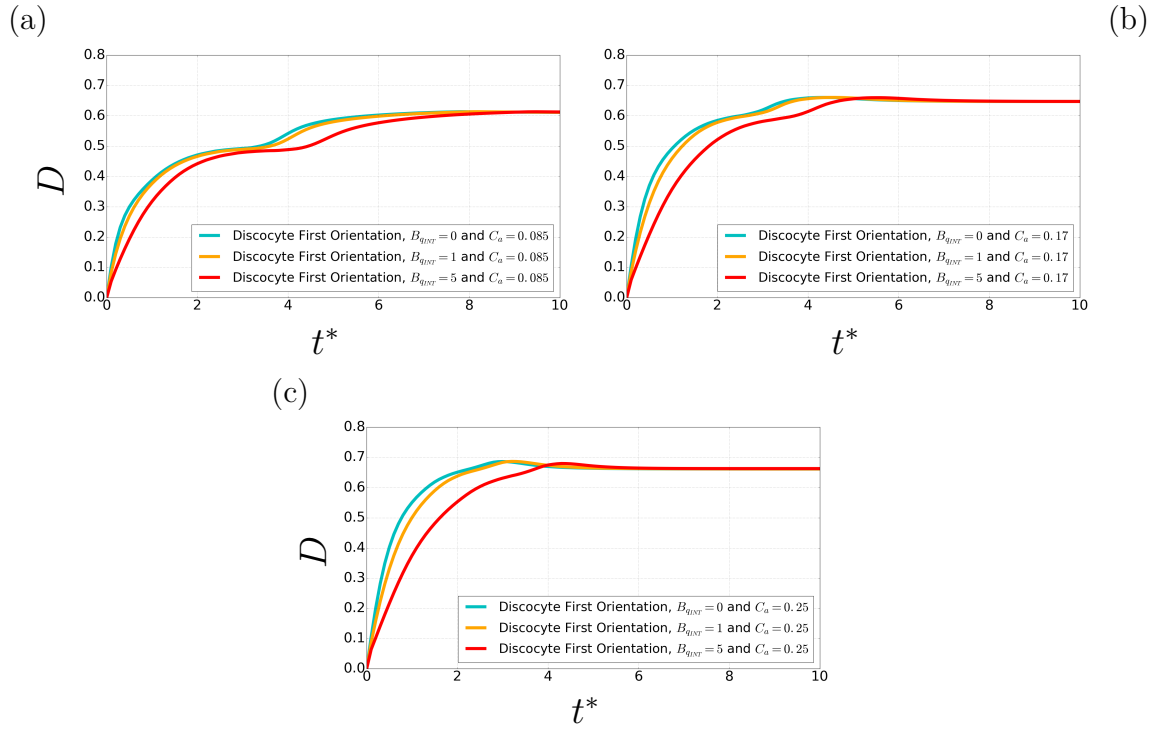 (a)
(b)
0.8
0.7
0.6
0.5
0.4
0.3
0.2
0.1
0.0
D
Discocyte First Orientation, $B_{q_{INT}}=0$ and $C_a=0.085$
Discocyte First Orientation, $B_{q_{INT}}=1$ and $C_a=0.085$
Discocyte First Orientation, $B_{q_{INT}}=5$ and $C_a=0.085$
0 2 4 6 8 10
t*
0.8
0.7
0.6
0.5
0.4
0.3
0.2
0.1
0.0
Discocyte First Orientation, $B_{q_{INT}}=0$ and $C_a=0.17$
Discocyte First Orientation, $B_{q_{INT}}=1$ and $C_a=0.17$
Discocyte First Orientation, $B_{q_{INT}}=5$ and $C_a=0.17$
0 2 4 6 8 10
t*
(c)
0.8
0.7
0.6
0.5
0.4
0.3
0.2
0.1
0.0
D
Discocyte First Orientation, $B_{q_{INT}}=0$ and $C_a=0.25$
Discocyte First Orientation, $B_{q_{INT}}=1$ and $C_a=0.25$
Discocyte First Orientation, $B_{q_{INT}}=5$ and $C_a=0.25$
0 2 4 6 8 10
t*